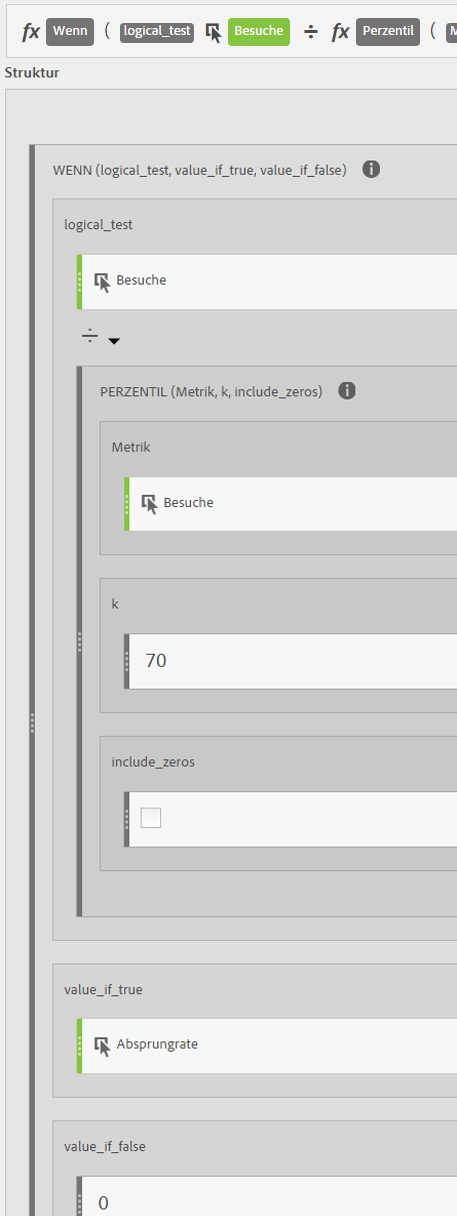 fx Wenn ( logical_test Besuche ÷ fx Perzentil ( M
Struktur
WENN (logical_test, value_if_true, value_if_false)
logical_test
Besuche
÷
PERZENTIL (Metrik, k, include_zeros)
Metrik
Besuche
k
70
include_zeros
value_if_true
Absprungrate
value_if_false
0